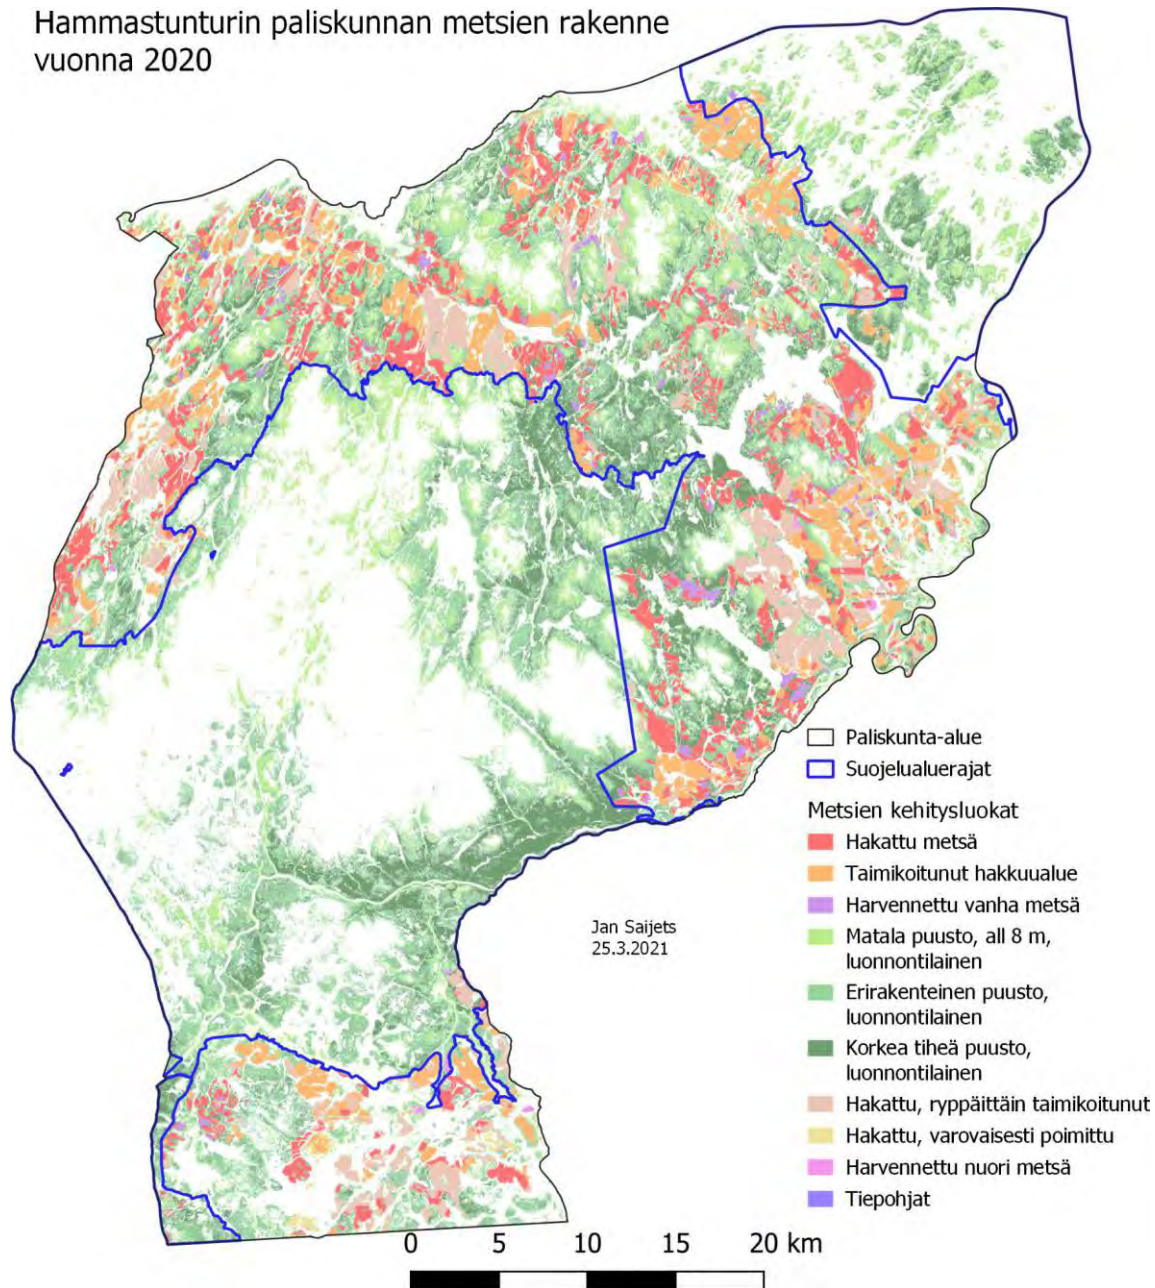 Hammastunturin paliskunnan metsien rakenne
vuonna 2020
Paliskunta-alue
Suojelualuerajat
Metsien kehitysluokat
Hakattu metsä
Taimikoitunut hakkuualue
Harvennettu vanha metsä
Matala puusto, all 8 m,
luonnontilainen
Erirakenteinen puusto,
luonnontilainen
Korkea tiheä puusto,
luonnontilainen
Hakattu, ryppäittäin taimikoitunut
Hakattu, varovaisesti poimittu
Harvennettu nuori metsä
Tiepohjat
Jan Saijets
25.3.2021
0 5 10 15 20 km